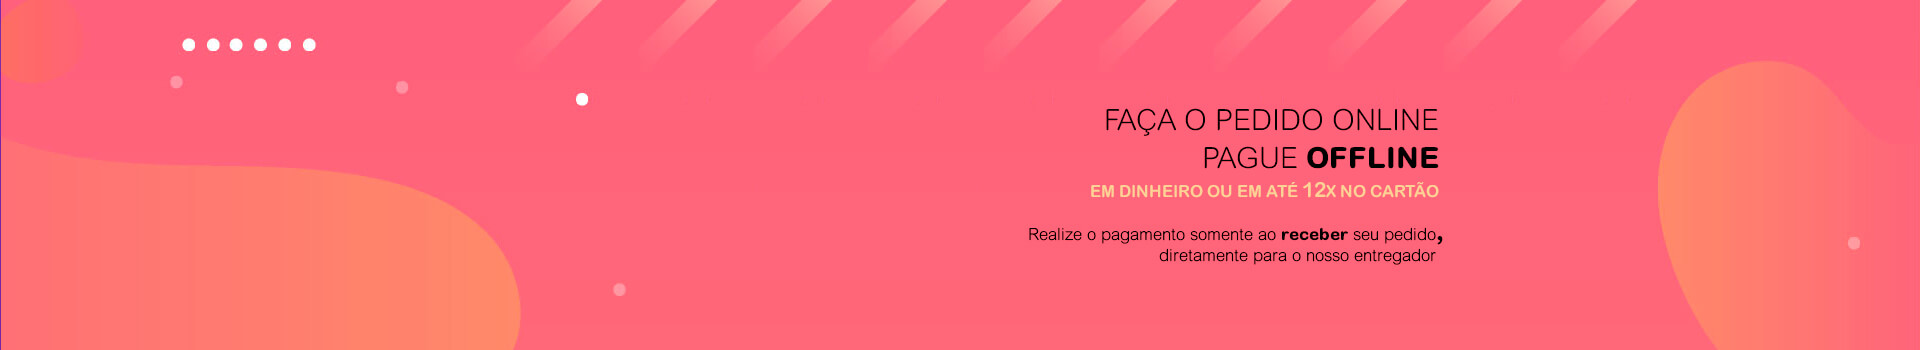 FAÇA O PEDIDO ONLINE
PAGUE OFFLINE
EM DINHEIRO OU EM ATÉ 12X NO CARTÃO
Realize o pagamento somente ao receber seu pedido,
diretamente para o nosso entregador